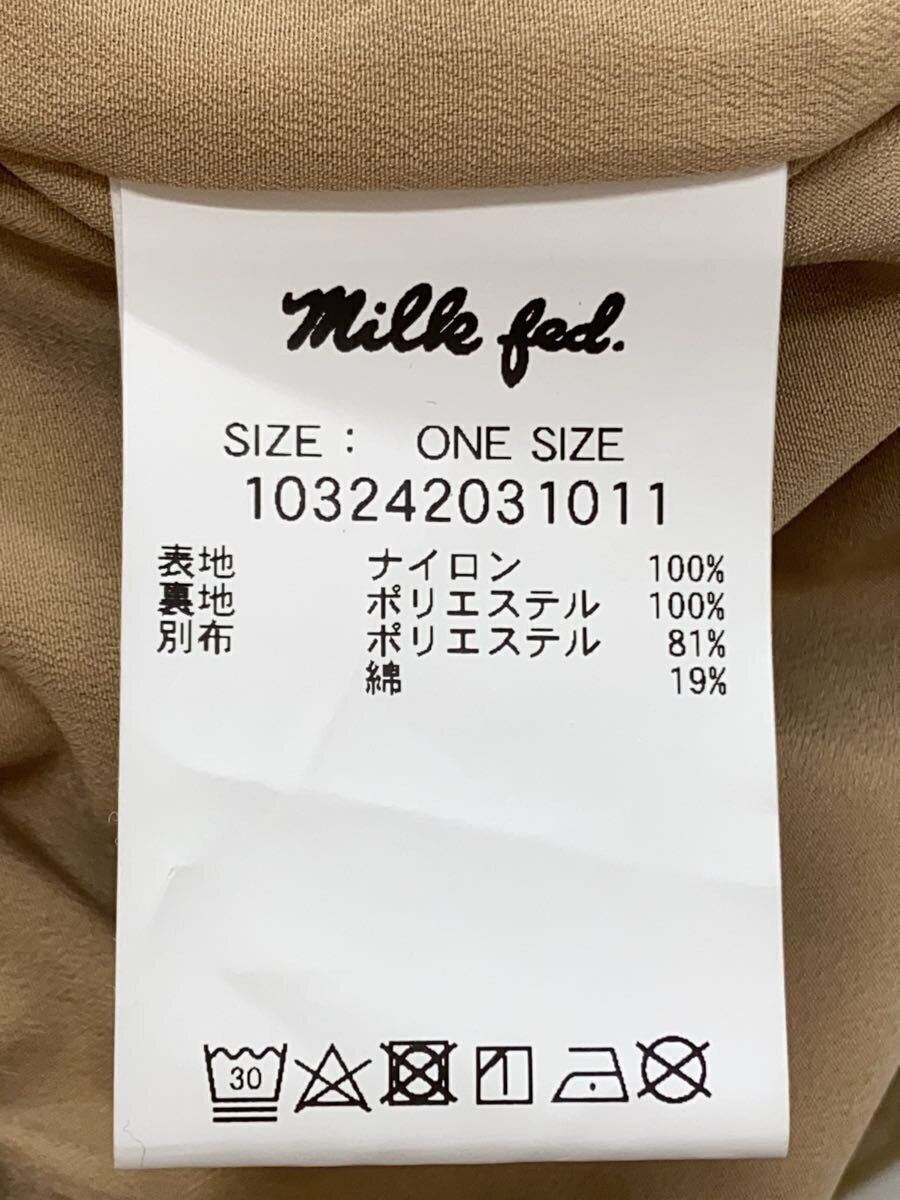 Milk fed.
SIZE : ONE SIZE
103242031011
表地 ナイロン 100%
裏地 ポリエステル 100%
別布 ポリエステル 81%
綿 19%
30